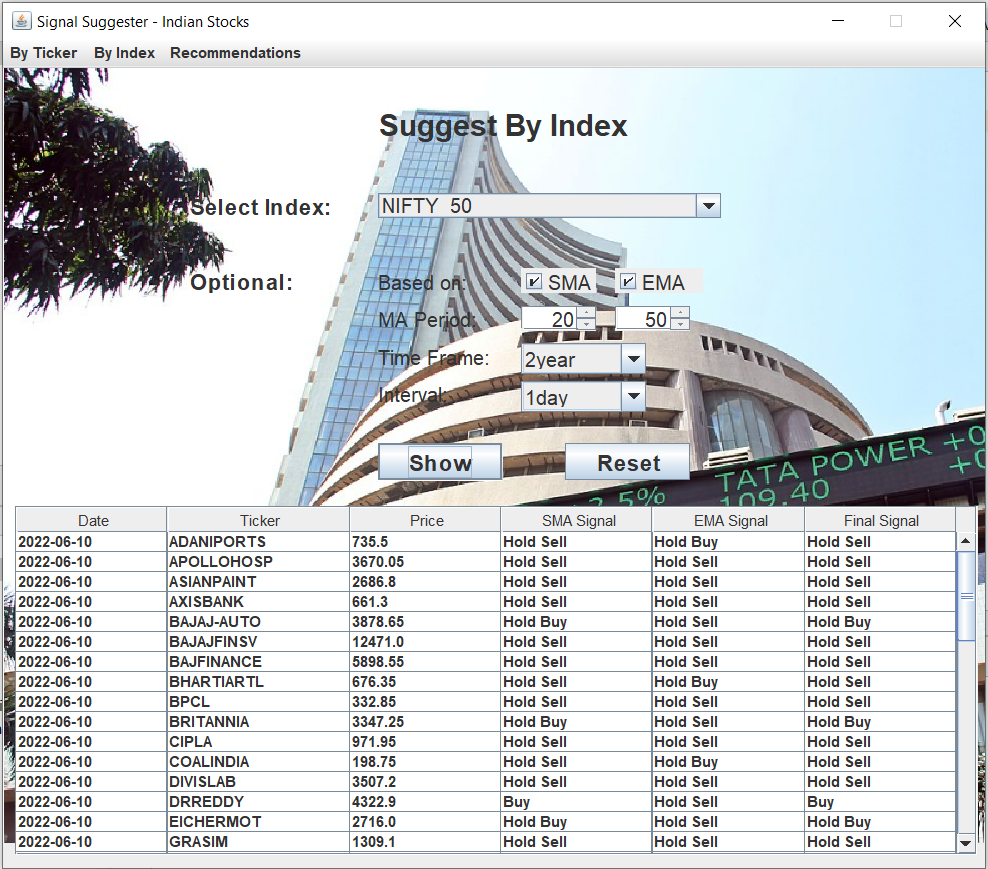 Signal Suggester - Indian Stocks
By Ticker By Index Recommendations
Suggest By Index
Select Index: NIFTY 50
Optional: Based on: SMA EMA
MA Period: 20 50
Time Frame: 2year
Interval: 1day
Show Reset
TATA POWER +0
+0
2.5% 109.40
Date Ticker Price SMA Signal EMA Signal Final Signal
2022-06-10 ADANIPORTS 735.5 Hold Sell Hold Buy Hold Sell
2022-06-10 APOLLOHOSP 3670.05 Hold Sell Hold Sell Hold Sell
2022-06-10 ASIANPAINT 2686.8 Hold Sell Hold Sell Hold Sell
2022-06-10 AXISBANK 661.3 Hold Sell Hold Sell Hold Sell
2022-06-10 BAJAJ-AUTO 3878.65 Hold Buy Hold Sell Hold Buy
2022-06-10 BAJAJFINSV 12471.0 Hold Sell Hold Sell Hold Sell
2022-06-10 BAJFINANCE 5898.55 Hold Sell Hold Sell Hold Sell
2022-06-10 BHARTIARTL 676.35 Hold Sell Hold Buy Hold Sell
2022-06-10 BPCL 332.85 Hold Sell Hold Sell Hold Sell
2022-06-10 BRITANNIA 3347.25 Hold Buy Hold Sell Hold Buy
2022-06-10 CIPLA 971.95 Hold Sell Hold Sell Hold Sell
2022-06-10 COALINDIA 198.75 Hold Sell Hold Buy Hold Sell
2022-06-10 DIVISLAB 3507.2 Hold Sell Hold Sell Hold Sell
2022-06-10 DRREDDY 4322.9 Buy Hold Sell Buy
2022-06-10 EICHERMOT 2716.0 Hold Buy Hold Sell Hold Buy
2022-06-10 GRASIM 1309.1 Hold Sell Hold Sell Hold Sell